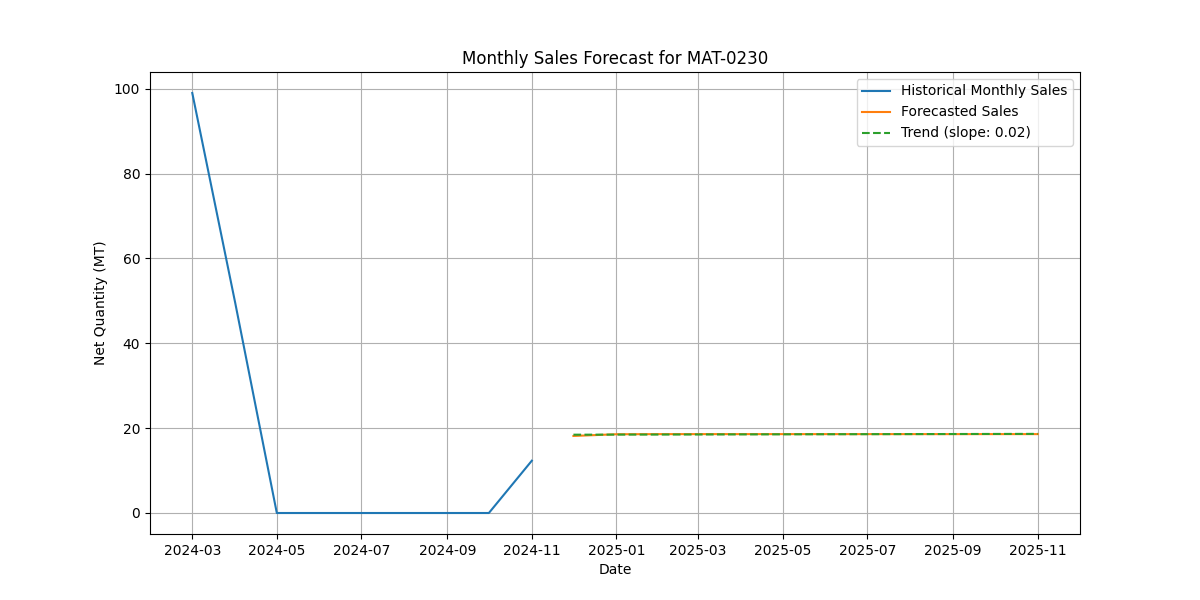 Monthly Sales Forecast for MAT-0230
Historical Monthly Sales
Forecasted Sales
Trend (slope: 0.02)
Net Quantity (MT)
100
80
60
40
20
0
2024-03 2024-05 2024-07 2024-09 2024-11 2025-01 2025-03 2025-05 2025-07 2025-09 2025-11
Date